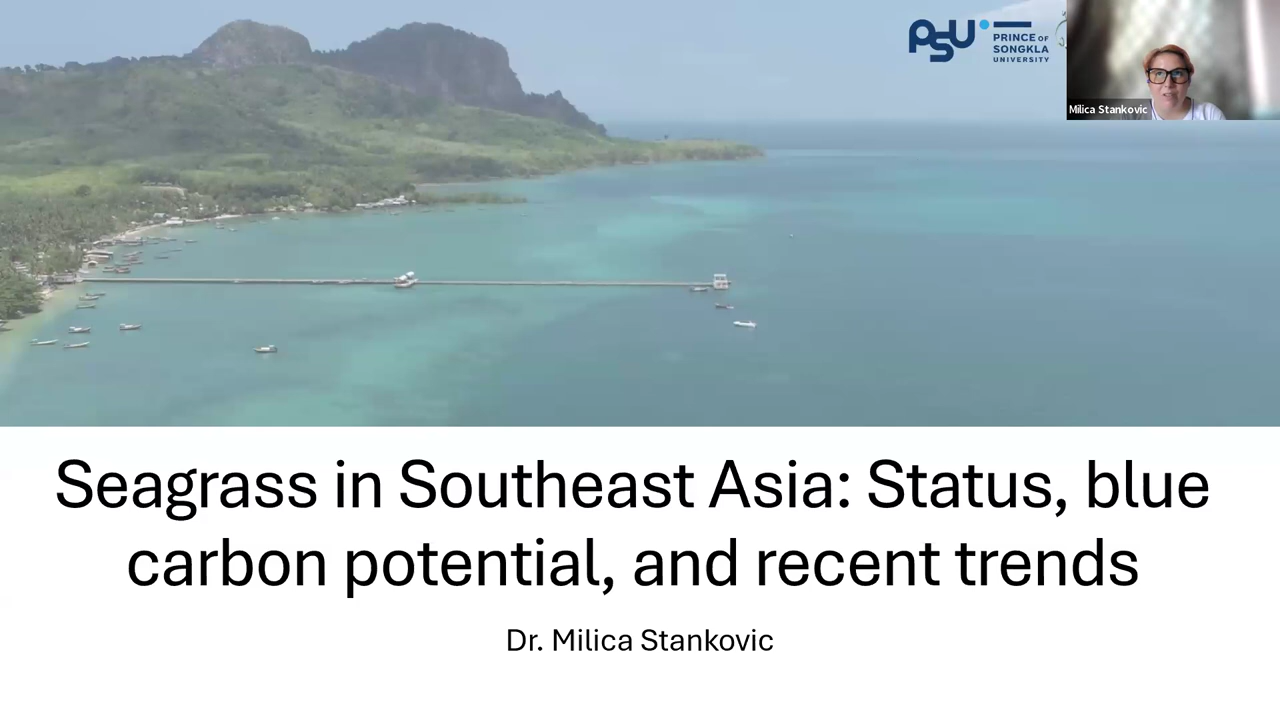 PSU
PRINCE OF
SONGKLA
UNIVERSITY
Milica Stankovic
Seagrass in Southeast Asia: Status, blue
carbon potential, and recent trends
Dr. Milica Stankovic